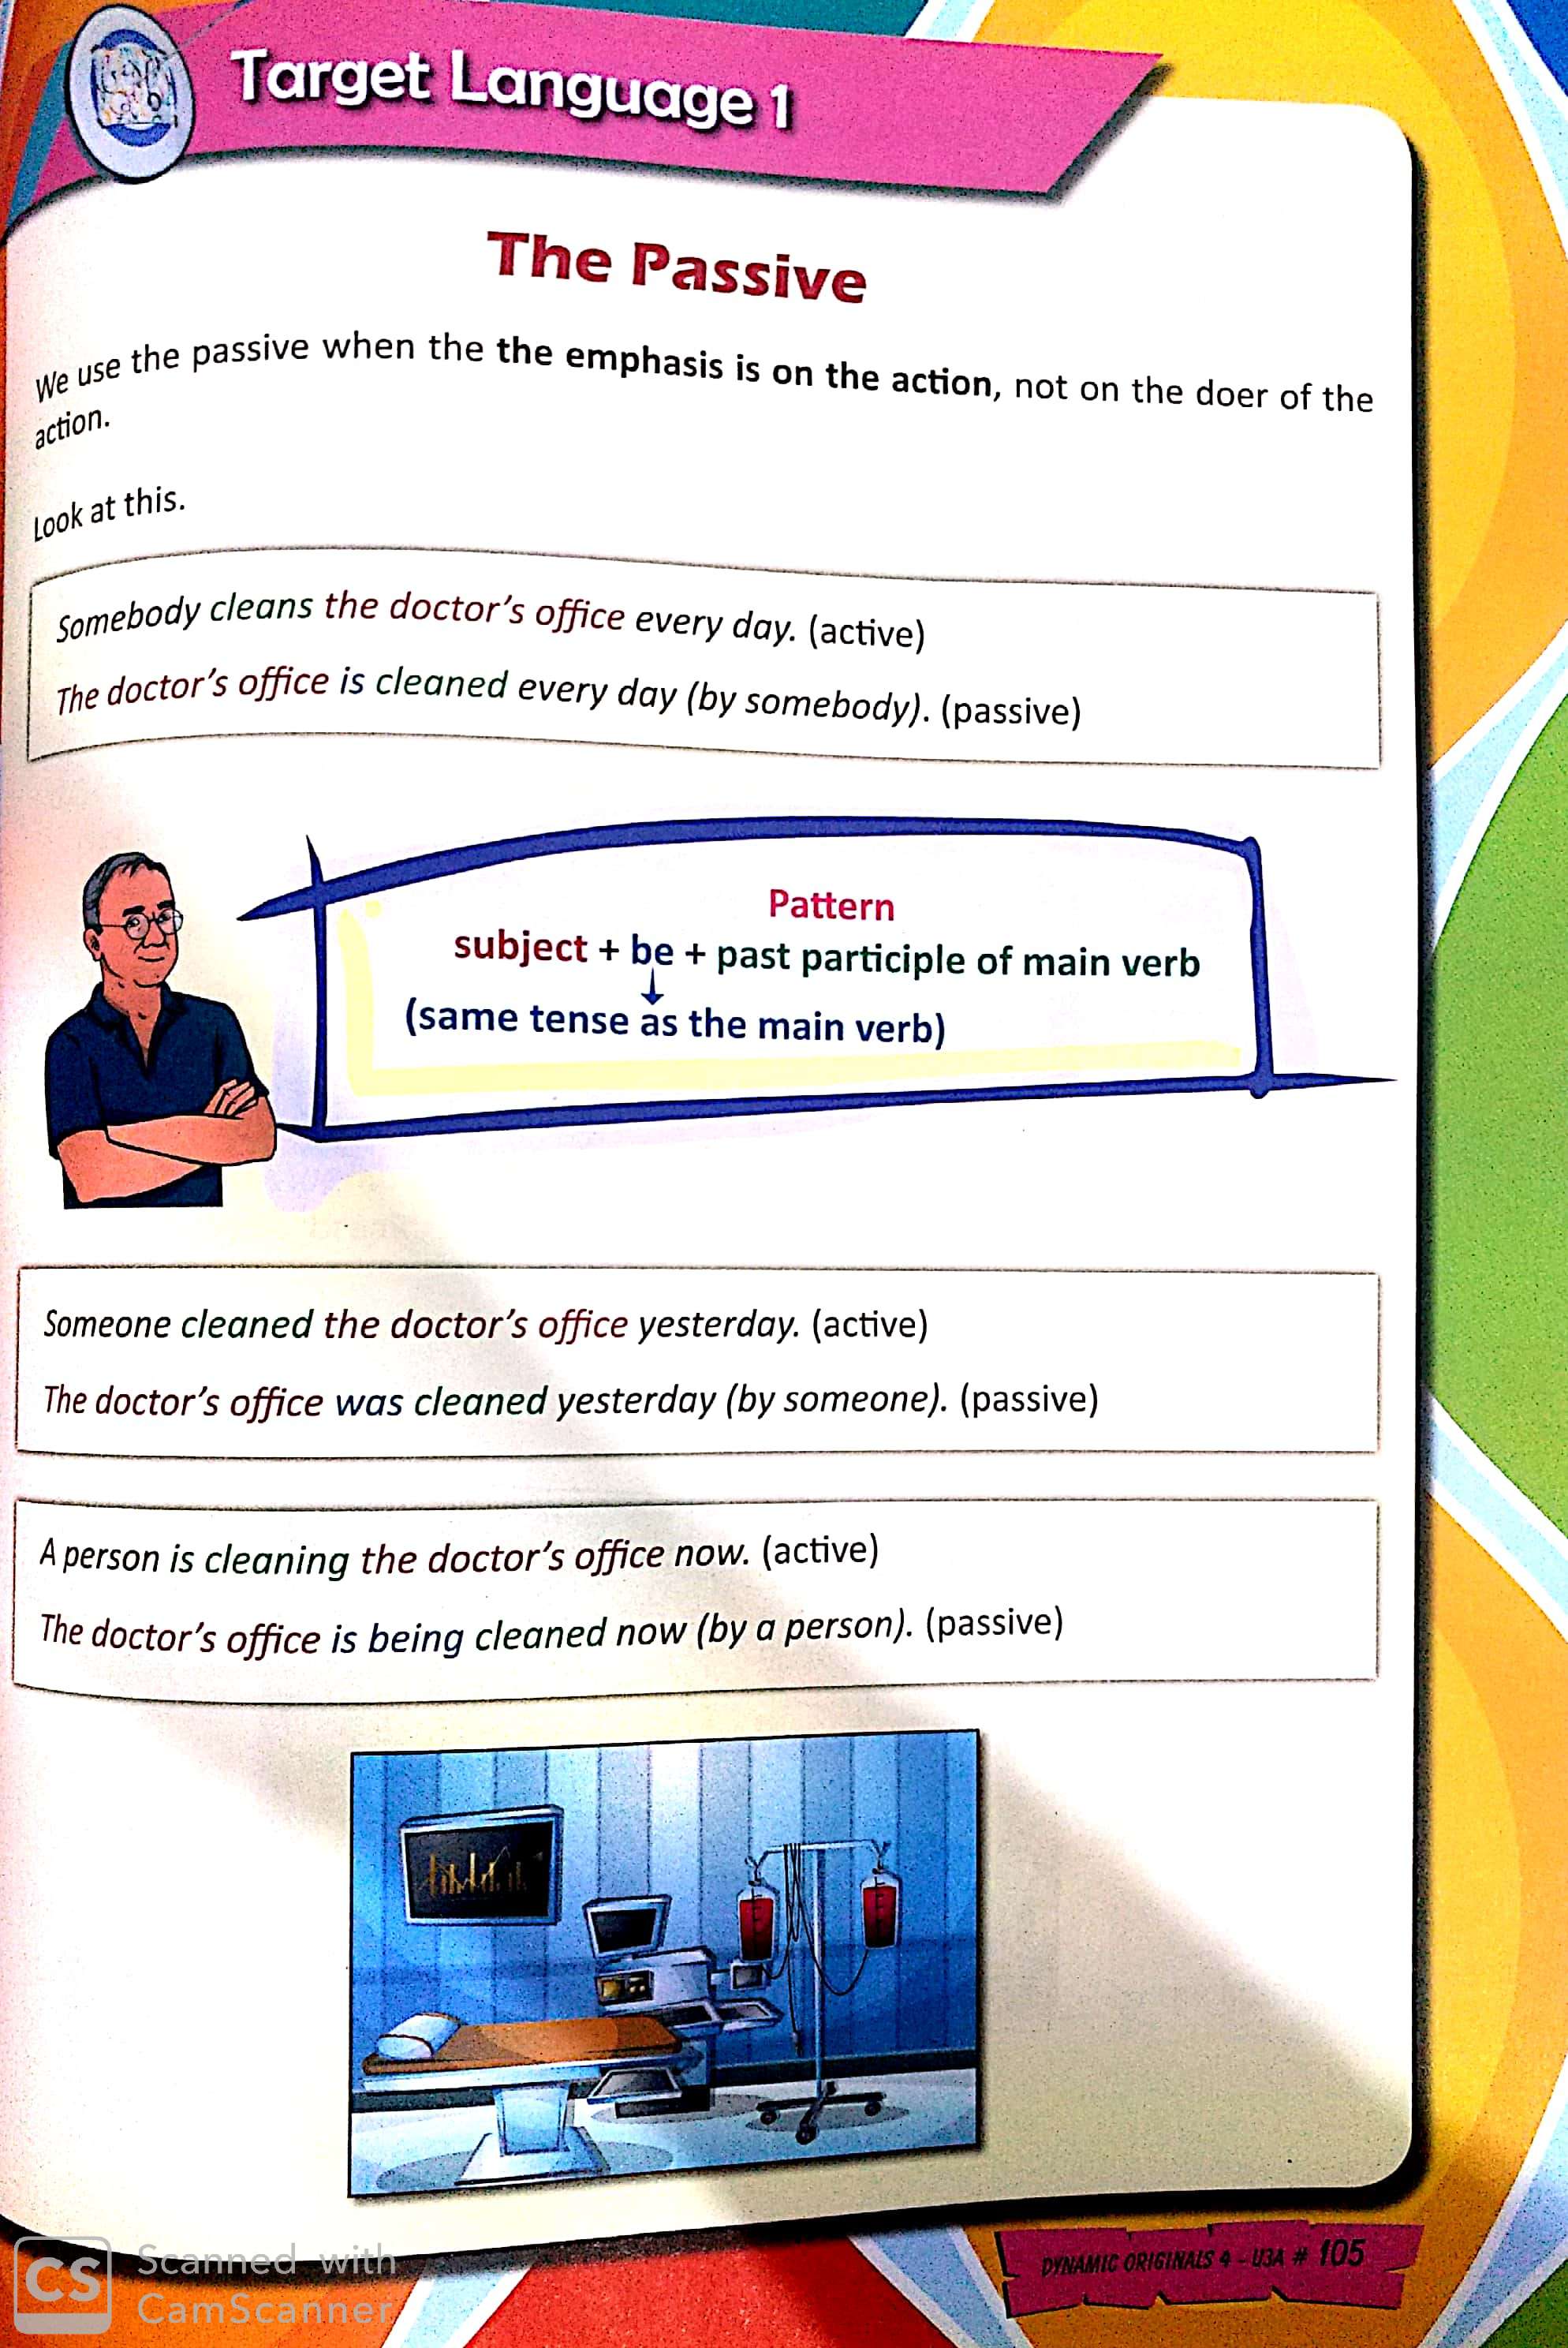 Target Language 1
The Passive
We use the passive when the the emphasis is on the action, not on the doer of the
action.
Look at this.
Somebody cleans the doctor's office every day. (active)
The doctor's office is cleaned every day (by somebody). (passive)
Pattern
subject + be + past participle of main verb
(same tense as the main verb)
Someone cleaned the doctor's office yesterday. (active)
The doctor's office was cleaned yesterday (by someone). (passive)
A person is cleaning the doctor's office now. (active)
The doctor's office is being cleaned now (by a person). (passive)
DYNAMIC ORIGINALS 4 - U3A # 105
CS Scanned with
CamScanner